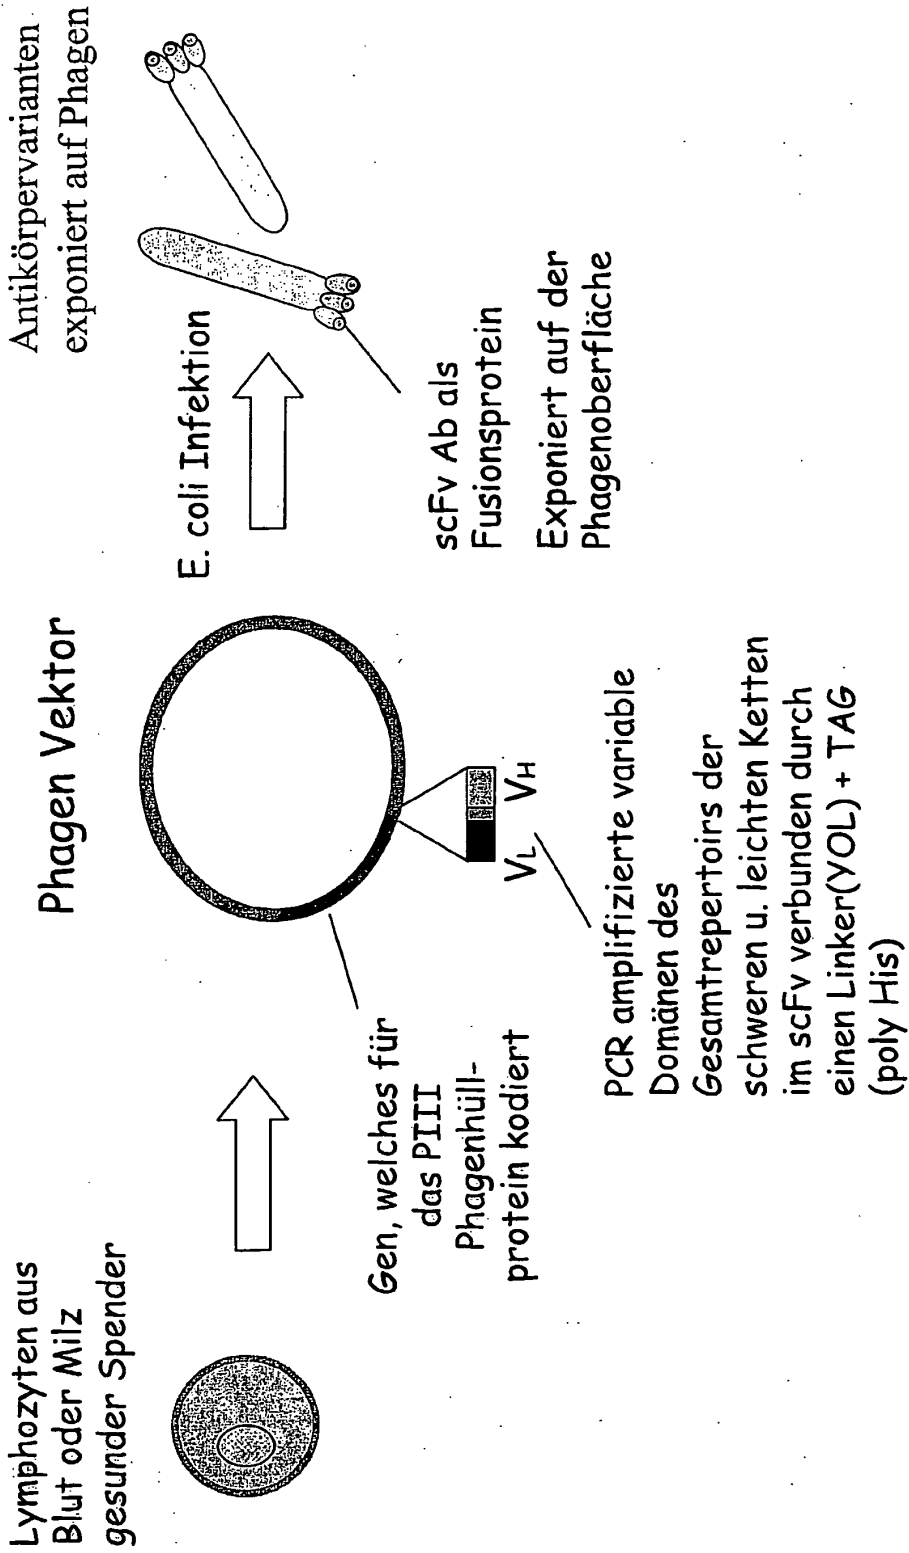 Lymphozyten aus
Blut oder Milz
gesunder Spender
Phagen Vektor
Gen, welches für
das PIII
Phagenhüll-
protein kodiert
VL VH
PCR amplifizierte variable
Domänen des
Gesamtrepertoirs der
schweren u. leichten Ketten
im scFv verbunden durch
einen Linker(YOL) + TAG
(poly His)
E. coli Infektion
scFv Ab als
Fusionsprotein
Exponiert auf der
Phagenoberfläche
Antikörpervarianten
exponiert auf Phagen